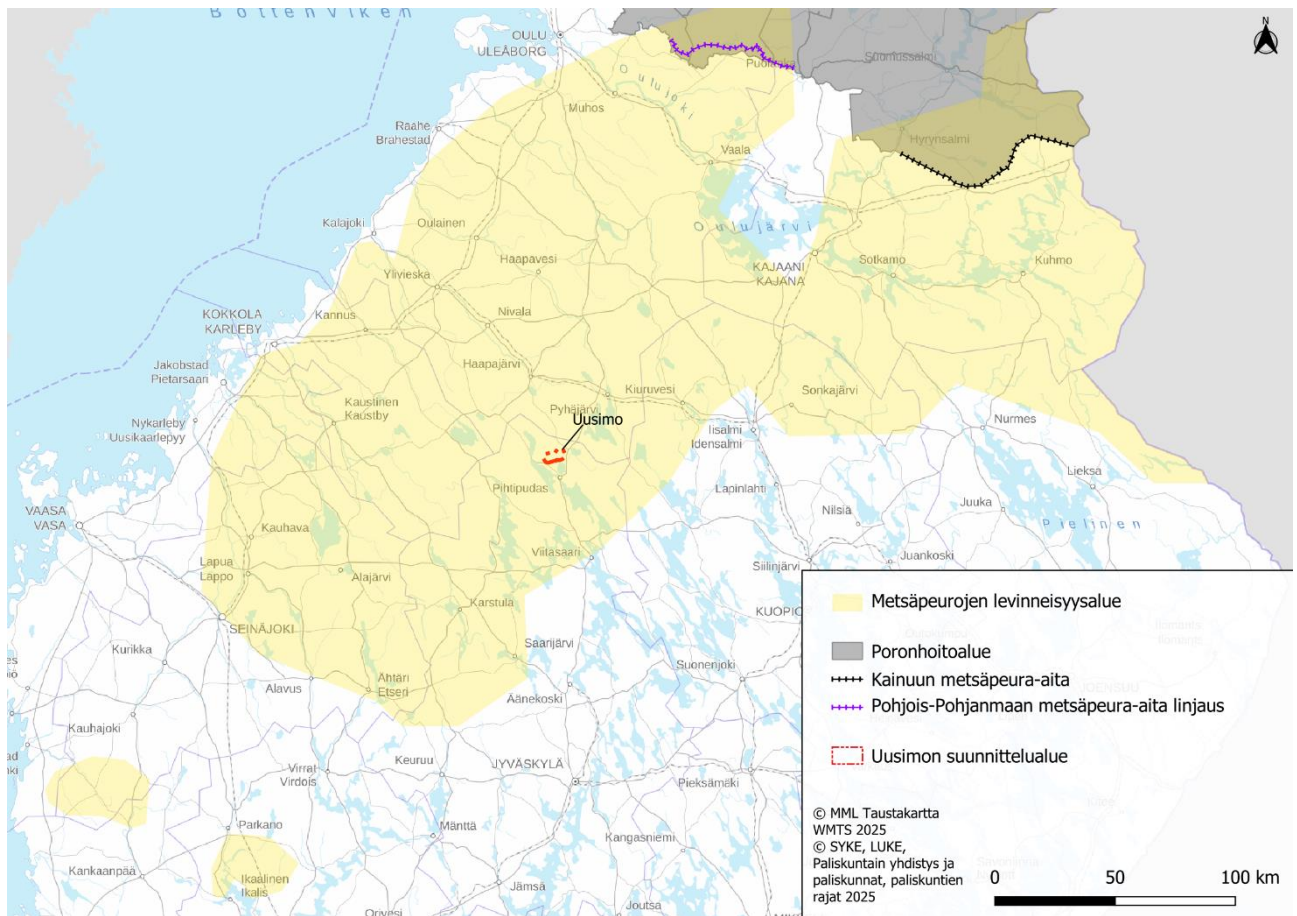 Bottenviken
N
OULU
ULEÅBORG
Suomussalmi
Puola
Oulujoki
Muhos
Raahe
Brahestad
Hyrynsalmi
Vaala
Kalajoki
Oulainen
Oulujärvi
Haapavesi
KAJAANI
KAJANA
Sotkamo
Kuhmo
Ylivieska
KOKKOLA
KARLEBY
Kannus
Nivala
Haapajärvi
Jakobstad
Pietarsaari
Kiuruvesi
Sonkajärvi
Kaustinen
Kaustby
Pyhäjärvi
Nykarleby
Uusikaarlepyy
Uusimo
Iisalmi
Idensalmi
Nurmes
Lieksa
Pihtipudas
Lapinlahti
Juuka
VAASA
VASA
Nilsiä
Pielinen
Kauhava
Viitasaari
Juankoski
Lapua
Lappo
Alajärvi
Siilinjärvi
Karstula
KUOPIO
SEINÄJOKI
Saarijärvi
Kurikka
Suonenjoki
Alavus
Ähtäri
Etseri
Äänekoski
Kauhajoki
Virrat
Virdois
Keuruu
JYVÄSKYLÄ
Pieksämäki
Parkano
Mänttä
Kangasniemi
Kankaanpää
Ikaalinen
Ikalis
Jämsä
Joutsa
Orivesi
Metsäpeurojen levinneisyysalue
Poronhoitoalue
Kainuun metsäpeura-aita
Pohjois-Pohjanmaan metsäpeura-aita linjaus
Uusimon suunnittelualue
© MML Taustakartta
WMTS 2025
© SYKE, LUKE,
Paliskuntain yhdistys ja
paliskunnat, paliskuntien
rajat 2025
0 50 100 km